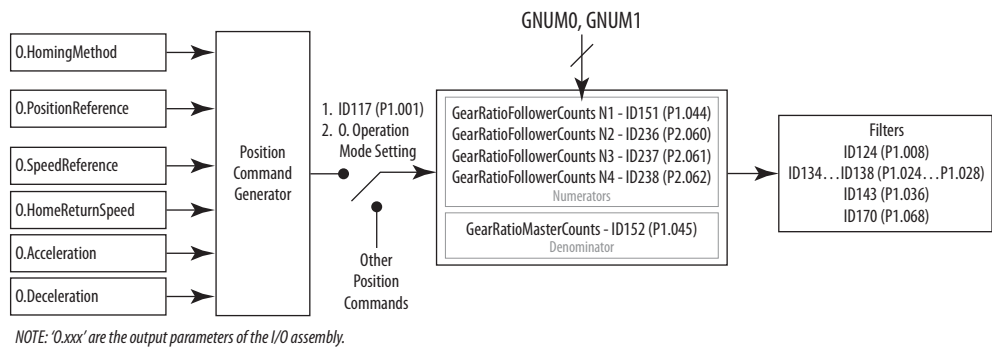 GNUM0, GNUM1
O.HomingMethod
O.PositionReference
O.SpeedReference
O.HomeReturnSpeed
O.Acceleration
O.Deceleration
Position
Command
Generator
1. ID117 (P1.001)
2. O. Operation
Mode Setting
Other
Position
Commands
GearRatioFollowerCounts N1 - ID151 (P1.044)
GearRatioFollowerCounts N2 - ID236 (P2.060)
GearRatioFollowerCounts N3 - ID237 (P2.061)
GearRatioFollowerCounts N4 - ID238 (P2.062)
Numerators
GearRatioMasterCounts - ID152 (P1.045)
Denominator
Filters
ID124 (P1.008)
ID134…ID138 (P1.024…P1.028)
ID143 (P1.036)
ID170 (P1.068)
NOTE: 'O.xxx' are the output parameters of the I/O assembly.